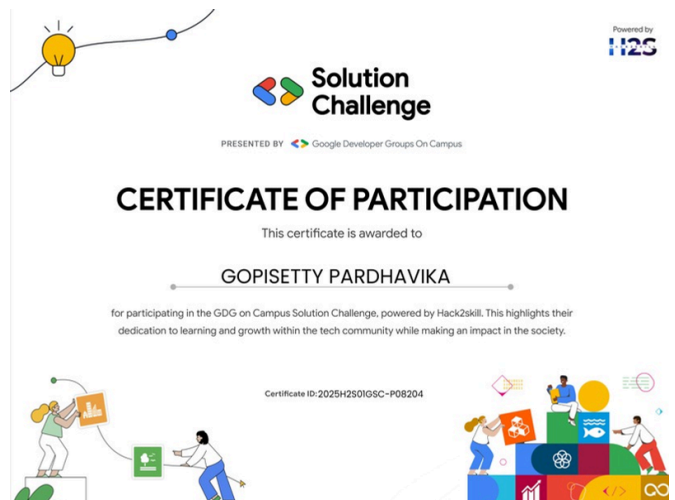 Powered by
H2S
Solution
Challenge
PRESENTED BY Google Developer Groups On Campus
CERTIFICATE OF PARTICIPATION
This certificate is awarded to
GOPISETTY PARDHAVIKA
for participating in the GDG on Campus Solution Challenge, powered by Hack2skill. This highlights their
dedication to learning and growth within the tech community while making an impact in the society.
Certificate ID:2025H2S01GSC-P08204